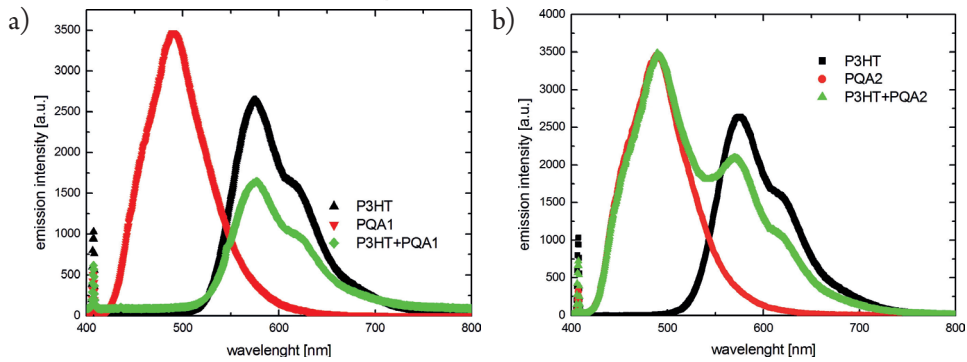 a)
3500
3000
2500
2000
1500
1000
500
0
emission intensity [a.u.]
P3HT
PQA1
P3HT+PQA1
400 500 600 700 800
wavelenght [nm]
b)
4000
3500
3000
2500
2000
1500
1000
500
0
emission intensity [a.u.]
P3HT
PQA2
P3HT+PQA2
400 500 600 700 800
wavelenght [nm]